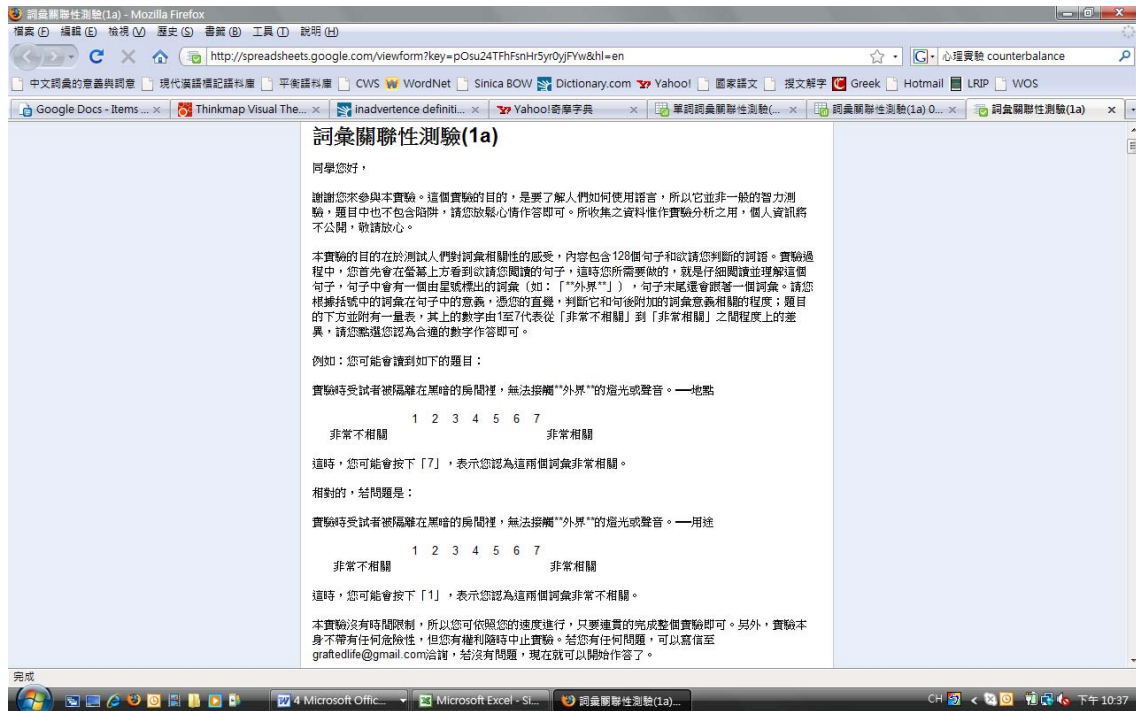 詞彙關聯性測驗(1a) - Mozilla Firefox
檔案(F) 編輯(E) 檢視(V) 歷史(S) 書籤(B) 工具(T) 說明(H)
http://spreadsheets.google.com/viewform?key=pOsu24TFhFsnHr5yr0yjFYw&hl=en
心理實驗 counterbalance
中文詞彙的意義與詞意 現代漢語標記語料庫 平衡語料庫 CWS WordNet Sinica BOW Dictionary.com Yahoo! 國家語文 搜文解字 Greek Hotmail LRIP WOS
Google Docs - Items ... Thinkmap Visual The... inadvertence definiti... Yahoo!奇摩字典 單詞詞彙關聯性測驗(... 詞彙關聯性測驗(1a) 0... 詞彙關聯性測驗(1a)
詞彙關聯性測驗(1a)
同學您好，
謝謝您來參與本實驗。這個實驗的目的，是要了解人們如何使用語言，所以它並非一般的智力測
驗，題目中也不包含陷阱，請您放鬆心情作答即可。所收集之資料惟作實驗分析之用，個人資訊將
不公開，敬請放心。
本實驗的目的在於測試人們對詞彙相關性的感受，內容包含128個句子和欲請您判斷的詞語。實驗過
程中，您首先會在螢幕上方看到欲請您閱讀的句子，這時您所需要做的，就是仔細閱讀並理解這個
句子，句子中會有一個由星號標出的詞彙（如：「**外界**」），句子末尾還會跟著一個詞彙。請您
根據括號中的詞彙在句子中的意義，憑您的直覺，判斷它和句後附加的詞彙意義相關的程度；題目
的下方並附有一量表，其上的數字由1至7代表從「非常不相關」到「非常相關」之間程度上的差
異，請您點選您認為合適的數字作答即可。
例如：您可能會讀到如下的題目：
實驗時受試者被隔離在黑暗的房間裡，無法接觸**外界**的燈光或聲音。──地點
1 2 3 4 5 6 7
非常不相關 非常相關
這時，您可能會按下「7」，表示您認為這兩個詞彙非常相關。
相對的，若問題是：
實驗時受試者被隔離在黑暗的房間裡，無法接觸**外界**的燈光或聲音。──用途
1 2 3 4 5 6 7
非常不相關 非常相關
這時，您可能會按下「1」，表示您認為這兩個詞彙非常不相關。
本實驗沒有時間限制，所以您可依照您的速度進行，只要連貫的完成整個實驗即可。另外，實驗本
身不帶有任何危險性，但您有權利隨時中止實驗。若您有任何問題，可以寫信至
graftedlife@gmail.com洽詢，若沒有問題，現在就可以開始作答了。
完成
4 Microsoft Offic... Microsoft Excel - Si... 詞彙關聯性測驗(1a)... CH 下午 10:37